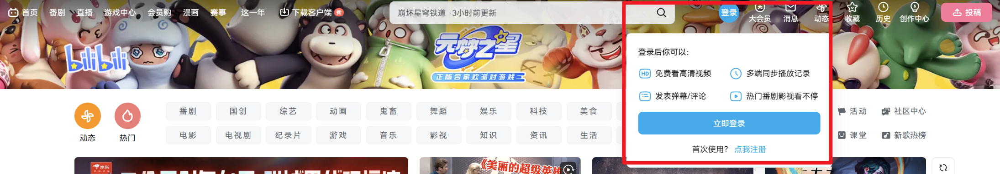 首页 番剧 直播 游戏中心 会员购 漫画 赛事 这一年 下载客户端 新
崩坏星穹铁道 ·3小时前更新
登录 大会员 消息 动态 收藏 历史 创作中心 投稿
bilibili
元梦之星
正版合家欢派对游戏
登录后你可以：
HD 免费看高清视频 多端同步播放记录
发表弹幕/评论 热门番剧影视看不停
立即登录
首次使用？ 点我注册
动态 热门
番剧 国创 综艺 动画 鬼畜 舞蹈 娱乐 科技 美食 活动 社区中心
电影 电视剧 纪录片 游戏 音乐 影视 知识 资讯 生活 课堂 新歌热榜
京东
《美丽的超级英雄